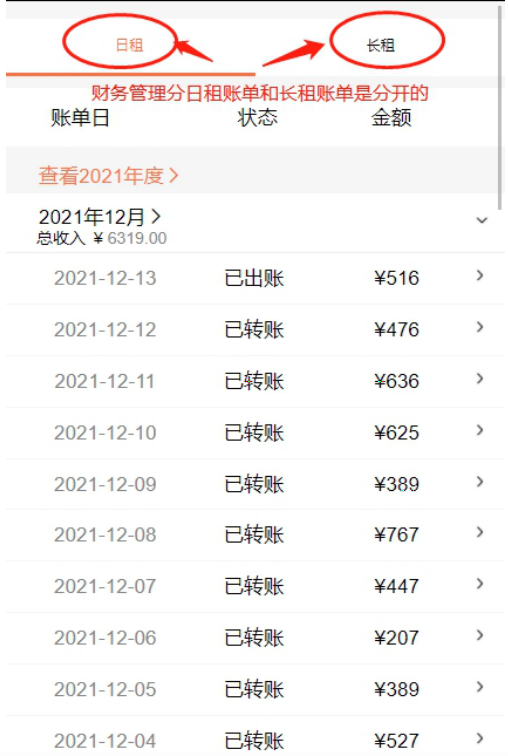 日租 长租
财务管理分日租账单和长租账单是分开的
账单日 状态 金额
查看2021年度 >
2021年12月 >
总收入 ¥ 6319.00
2021-12-13 已出账 ¥516 >
2021-12-12 已转账 ¥476 >
2021-12-11 已转账 ¥636 >
2021-12-10 已转账 ¥625 >
2021-12-09 已转账 ¥389 >
2021-12-08 已转账 ¥767 >
2021-12-07 已转账 ¥447 >
2021-12-06 已转账 ¥207 >
2021-12-05 已转账 ¥389 >
2021-12-04 已转账 ¥527 >